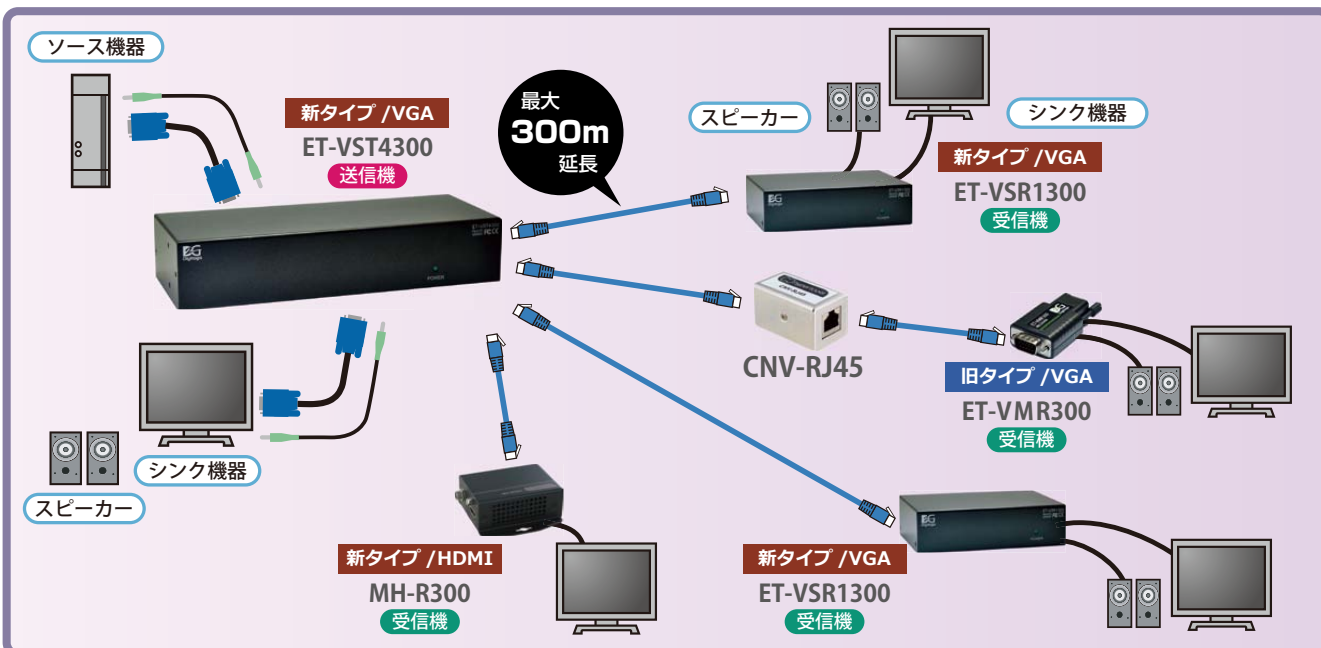 ソース機器
新タイプ /VGA
ET-VST4300
送信機
最大
300m
延長
スピーカー
シンク機器
新タイプ /VGA
ET-VSR1300
受信機
POWER
CNV-RJ45
旧タイプ /VGA
ET-VMR300
受信機
シンク機器
スピーカー
新タイプ /HDMI
MH-R300
受信機
新タイプ /VGA
ET-VSR1300
受信機